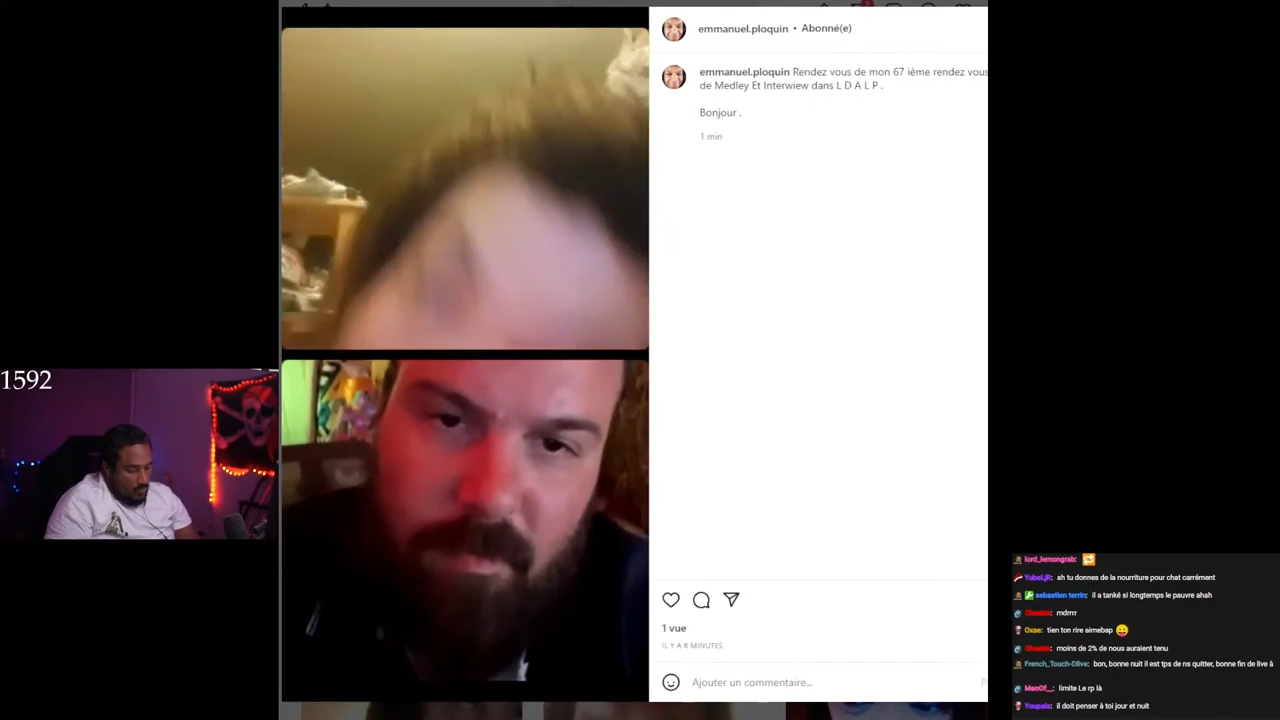 emmanuel.ploquin • Abonné(e)
emmanuel.ploquin Rendez vous de mon 67 ième rendez vous
de Medley Et Interwiew dans L D A L P .
Bonjour .
1 min
1592
1 vue
IL Y A 6 MINUTES
Ajouter un commentaire...
lord_lemongrab:
YubeLjR: ah tu donnes de la nourriture pour chat carrément
sebastien terrin: il a tanké si longtemps le pauvre ahah
mdrrrr
Oxae: tien ton rire aimebap
moins de 2% de nous auraient tenu
French_Touch-Olive: bon, bonne nuit il est tps de ns quitter, bonne fin de live à
ManOf__: limite Le rp là
Youpala: il doit penser à toi jour et nuit